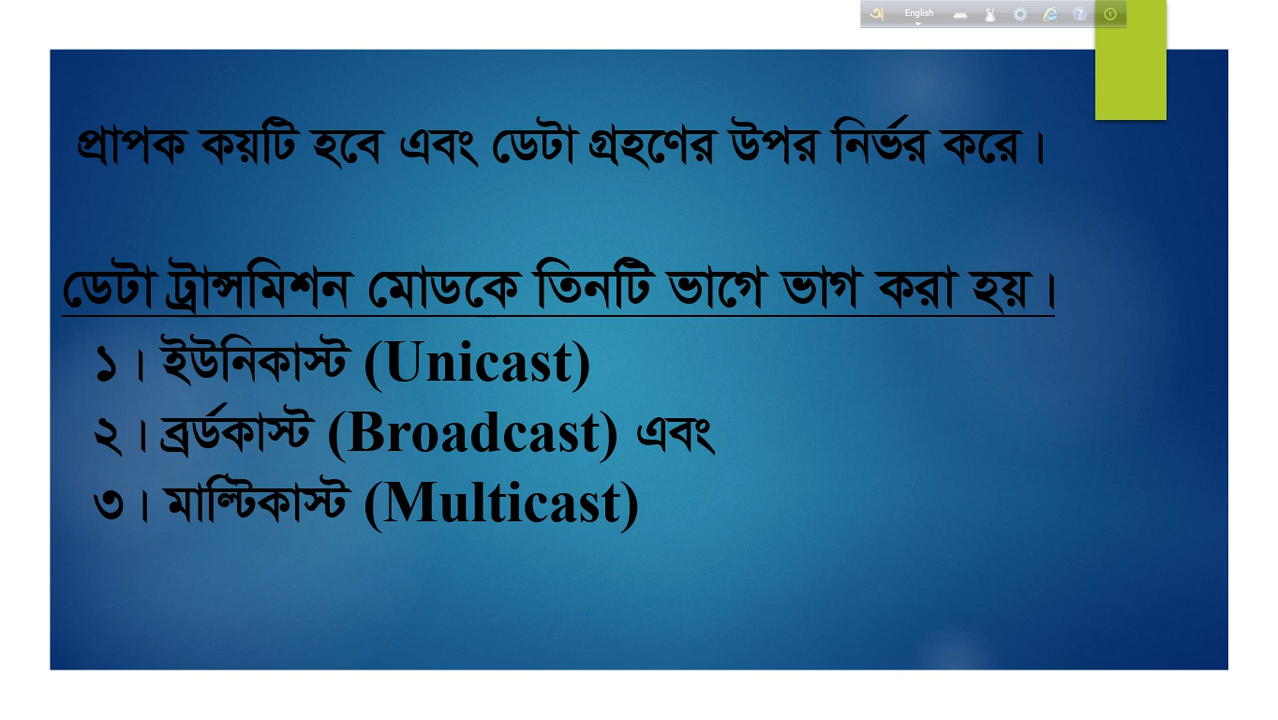 English
প্রাপক কয়টি হবে এবং ডেটা গ্রহণের উপর নির্ভর করে।
ডেটা ট্রান্সমিশন মোডকে তিনটি ভাগে ভাগ করা হয়।
১। ইউনিকাস্ট (Unicast)
২। ব্রর্ডকাস্ট (Broadcast) এবং
৩। মাল্টিকাস্ট (Multicast)